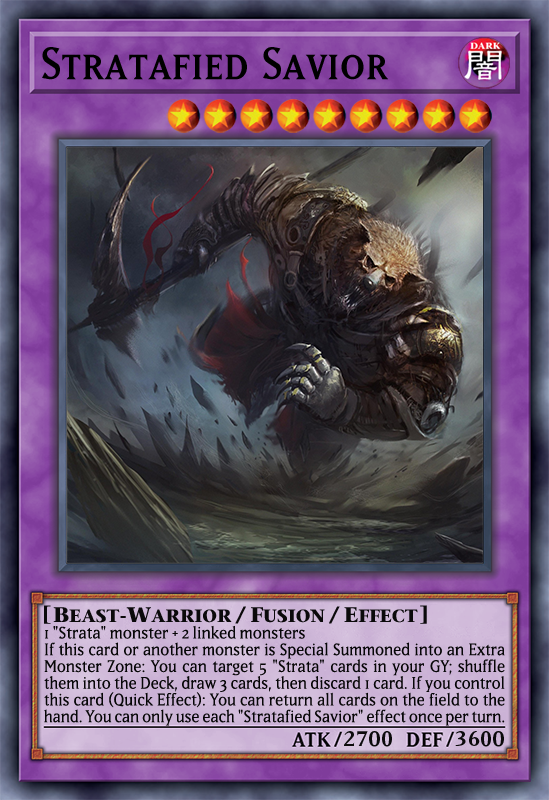 Stratafied Savior
DARK
闇
[Beast-Warrior / Fusion / Effect]
1 "Strata" monster + 2 linked monsters
If this card or another monster is Special Summoned into an Extra
Monster Zone: You can target 5 "Strata" cards in your GY; shuffle
them into the Deck, draw 3 cards, then discard 1 card. If you control
this card (Quick Effect): You can return all cards on the field to the
hand. You can only use each "Stratafied Savior" effect once per turn.
ATK/2700 DEF/3600